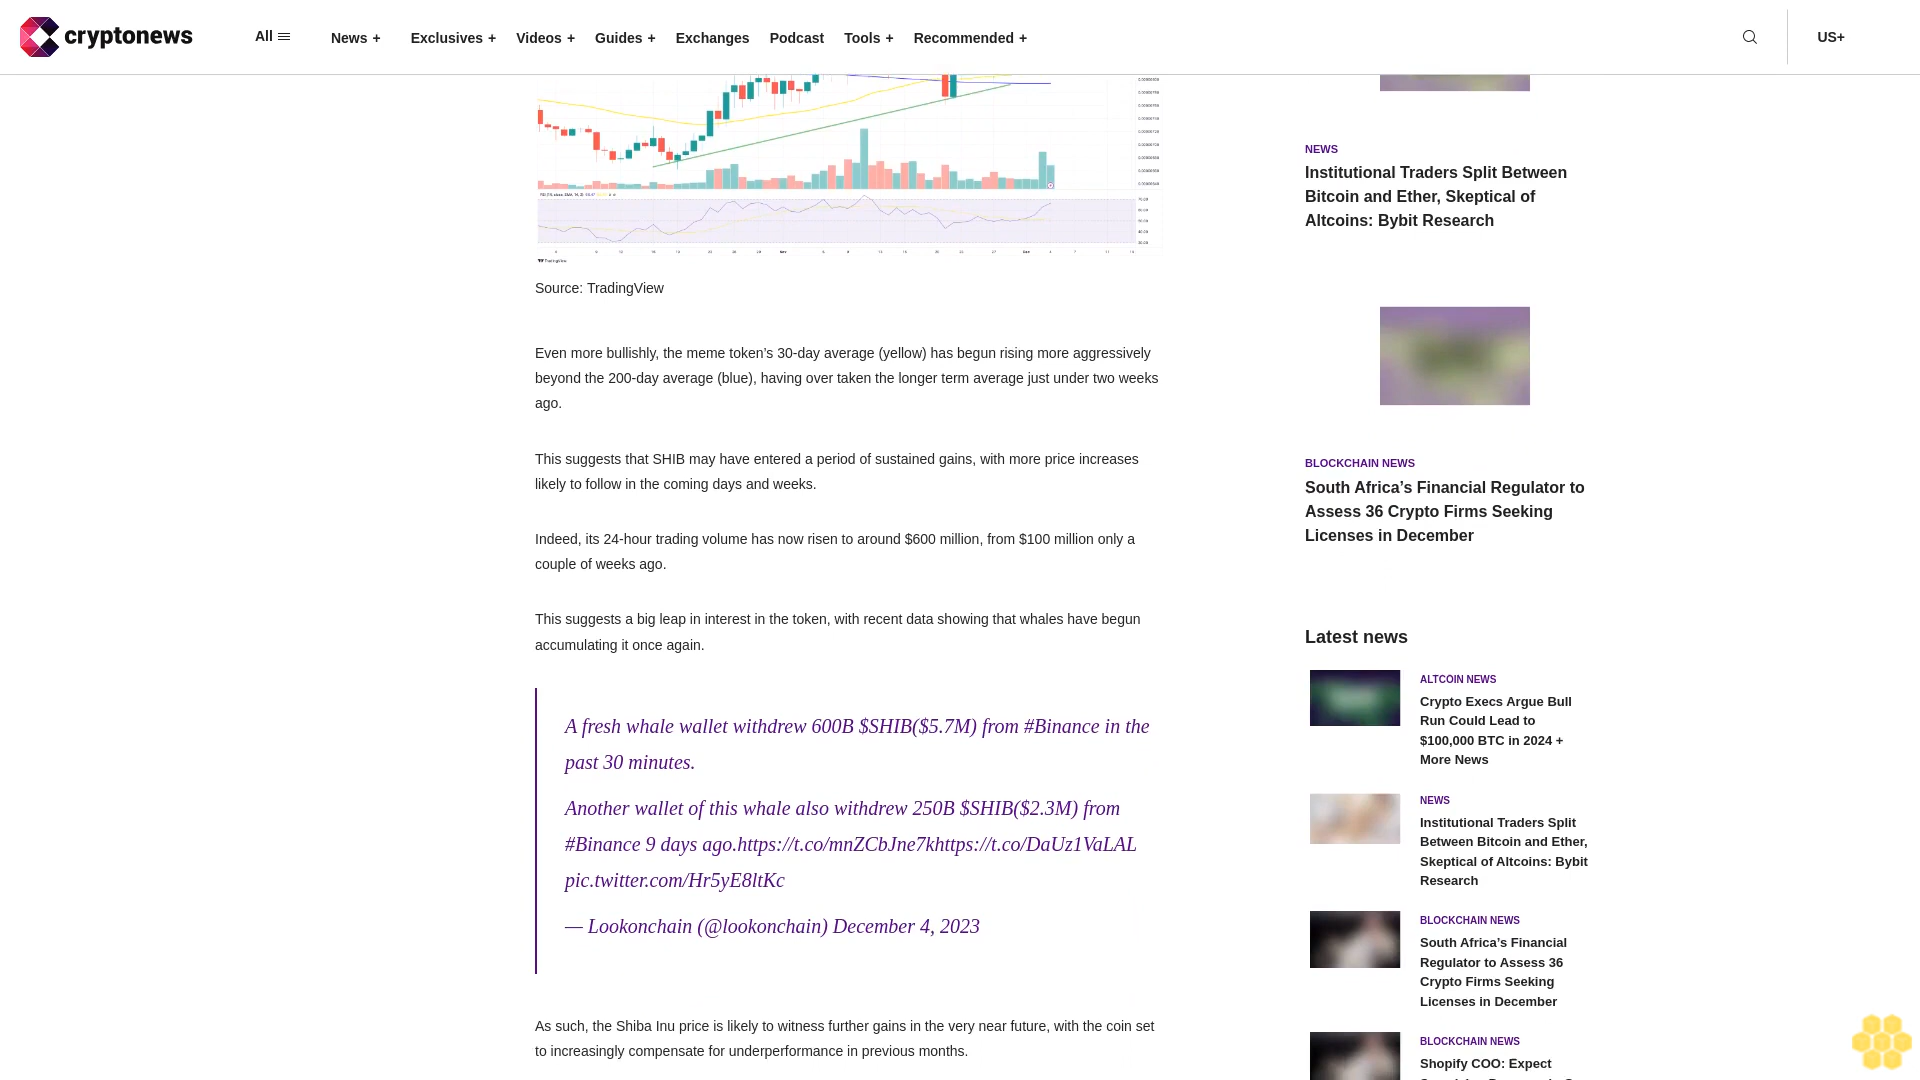 cryptonews
All
News +
Exclusives +
Videos +
Guides +
Exchanges
Podcast
Tools +
Recommended +
US+
TradingView
Source: TradingView
Even more bullishly, the meme token’s 30-day average (yellow) has begun rising more aggressively
beyond the 200-day average (blue), having over taken the longer term average just under two weeks
ago.
This suggests that SHIB may have entered a period of sustained gains, with more price increases
likely to follow in the coming days and weeks.
Indeed, its 24-hour trading volume has now risen to around $600 million, from $100 million only a
couple of weeks ago.
This suggests a big leap in interest in the token, with recent data showing that whales have begun
accumulating it once again.
A fresh whale wallet withdrew 600B $SHIB($5.7M) from #Binance in the
past 30 minutes.
Another wallet of this whale also withdrew 250B $SHIB($2.3M) from
#Binance 9 days ago.https://t.co/mnZCbJne7khttps://t.co/DaUz1VaLAL
pic.twitter.com/Hr5yE8ltKc
— Lookonchain (@lookonchain) December 4, 2023
As such, the Shiba Inu price is likely to witness further gains in the very near future, with the coin set
to increasingly compensate for underperformance in previous months.
NEWS
Institutional Traders Split Between
Bitcoin and Ether, Skeptical of
Altcoins: Bybit Research
BLOCKCHAIN NEWS
South Africa’s Financial Regulator to
Assess 36 Crypto Firms Seeking
Licenses in December
Latest news
ALTCOIN NEWS
Crypto Execs Argue Bull
Run Could Lead to
$100,000 BTC in 2024 +
More News
NEWS
Institutional Traders Split
Between Bitcoin and Ether,
Skeptical of Altcoins: Bybit
Research
BLOCKCHAIN NEWS
South Africa’s Financial
Regulator to Assess 36
Crypto Firms Seeking
Licenses in December
BLOCKCHAIN NEWS
Shopify COO: Expect